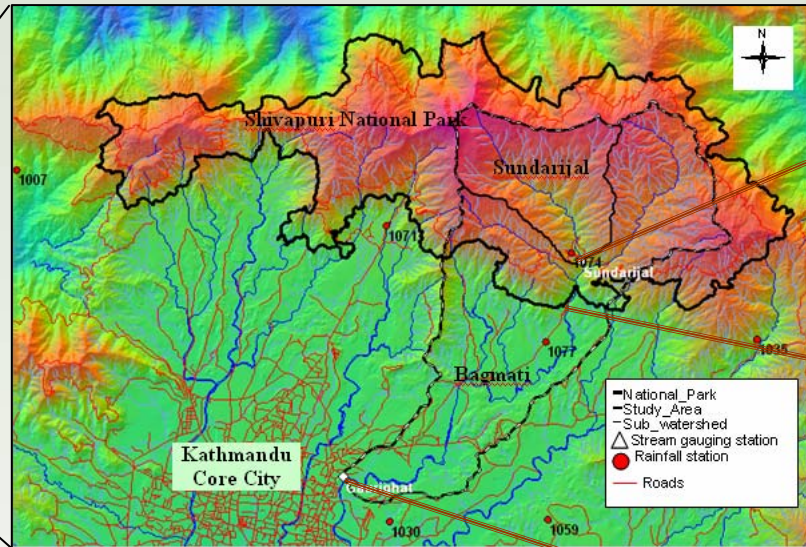 N
Shivapuri National Park
Sundarijal
1007
1071
1074
Sundarijal
1077
1035
Bagmati
National_Park
Study_Area
Sub_watershed
Stream gauging station
Rainfall station
Roads
Kathmandu
Core City
1030
1059